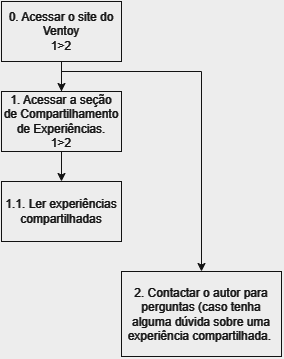 0. Acessar o site do
Ventoy
1>2
1. Acessar a seção
de Compartilhamento
de Experiências.
1>2
1.1. Ler experiências
compartilhadas
2. Contactar o autor para
perguntas (caso tenha
alguma dúvida sobre uma
experiência compartilhada.